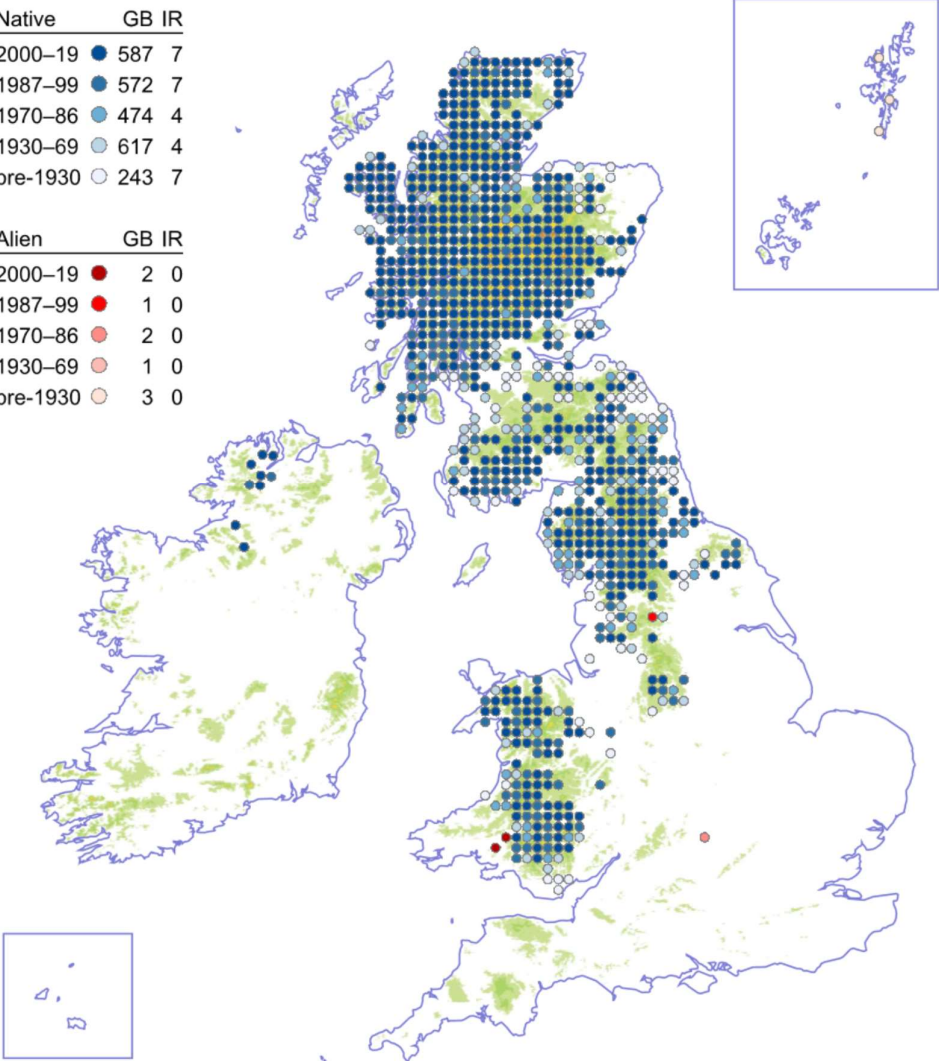 Native GB IR
2000–19 587 7
1987–99 572 7
1970–86 474 4
1930–69 617 4
pre-1930 243 7
Alien GB IR
2000–19 2 0
1987–99 1 0
1970–86 2 0
1930–69 1 0
pre-1930 3 0